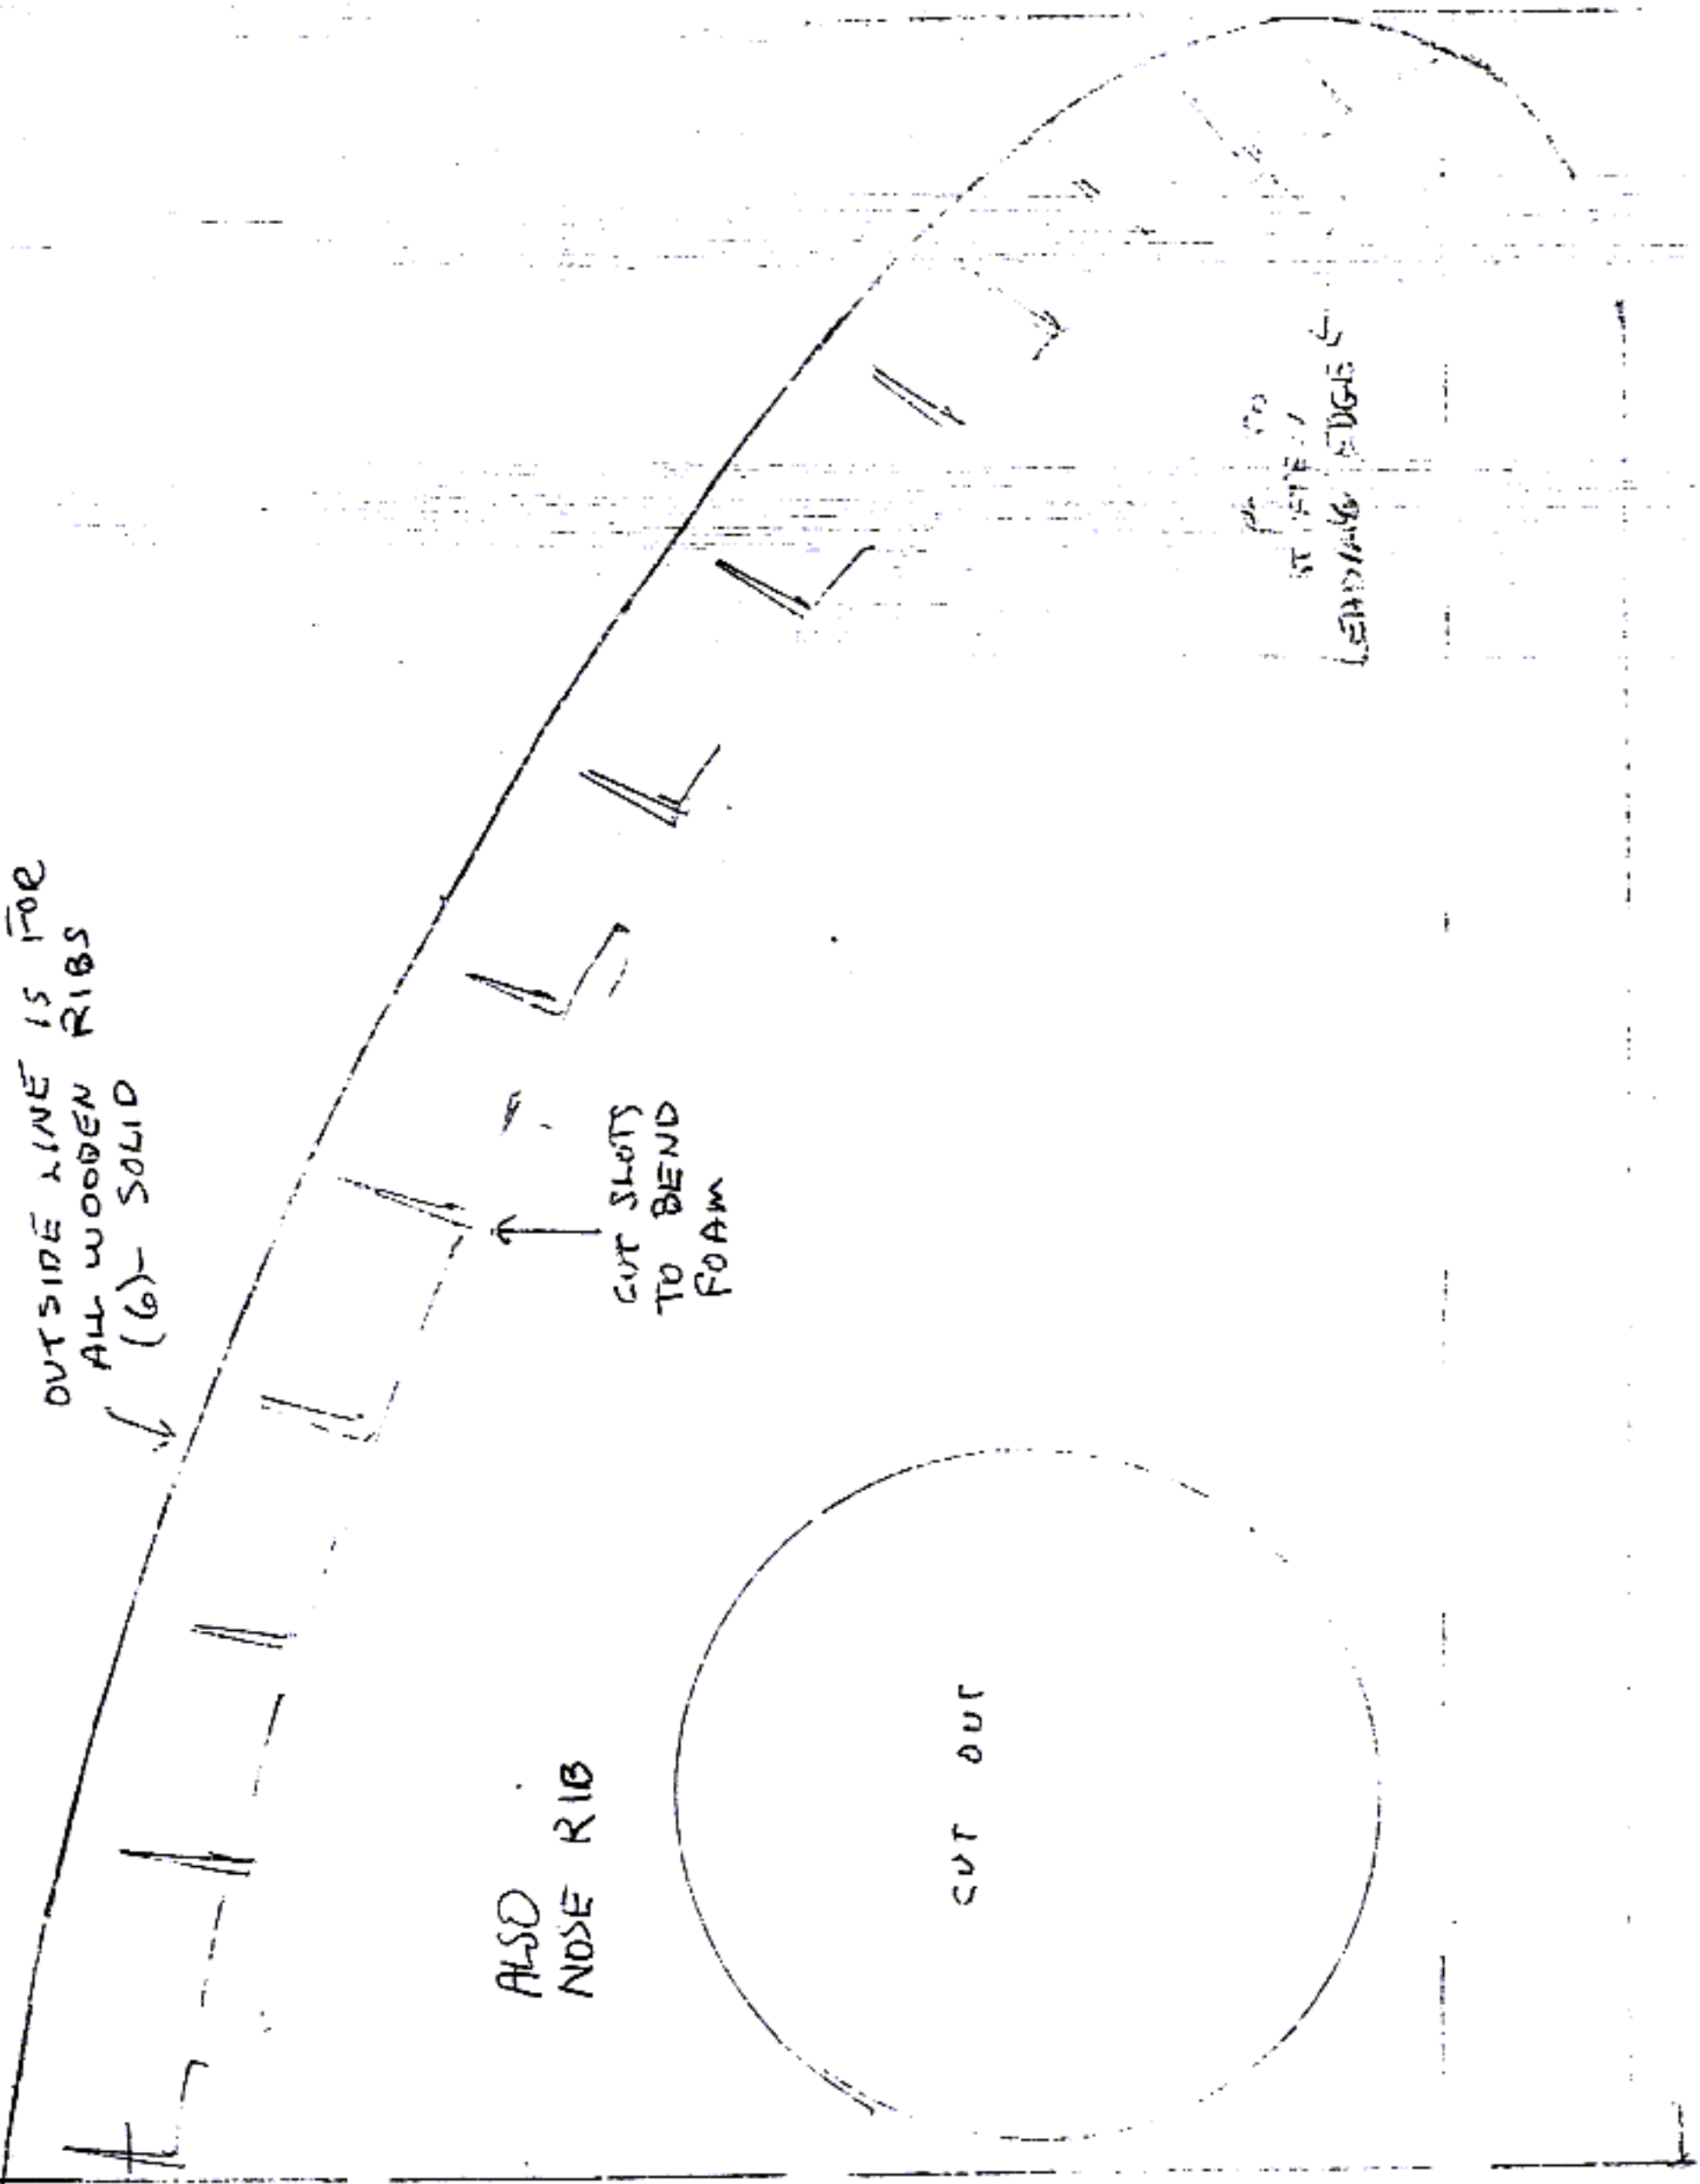 OUTSIDE LINE IS FOR
ALL WOODEN RIBS
(6)- SOLID
CUT SLOTS
TO BEND
FOAM
ALSO
NOSE RIB
CUT OUT
LEADING EDGE